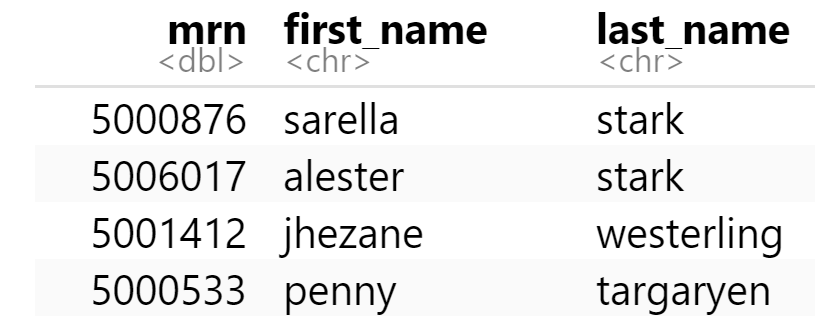 mrn first_name last_name
<dbl> <chr> <chr>
5000876 sarella stark
5006017 alester stark
5001412 jhezane westerling
5000533 penny targaryen